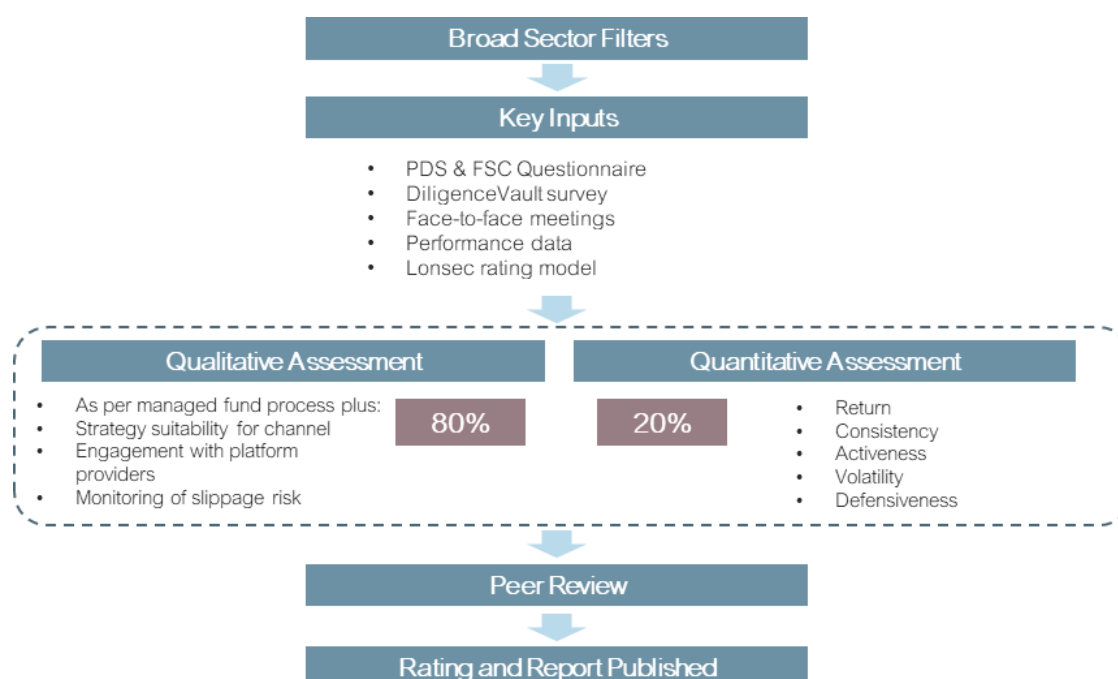 Broad Sector Filters
Key Inputs
• PDS & FSC Questionnaire
• DiligenceVault survey
• Face-to-face meetings
• Performance data
• Lonsec rating model
Qualitative Assessment
• As per managed fund process plus:
• Strategy suitability for channel
• Engagement with platform
providers
• Monitoring of slippage risk
80%
Quantitative Assessment
20%
• Return
• Consistency
• Activeness
• Volatility
• Defensiveness
Peer Review
Rating and Report Published